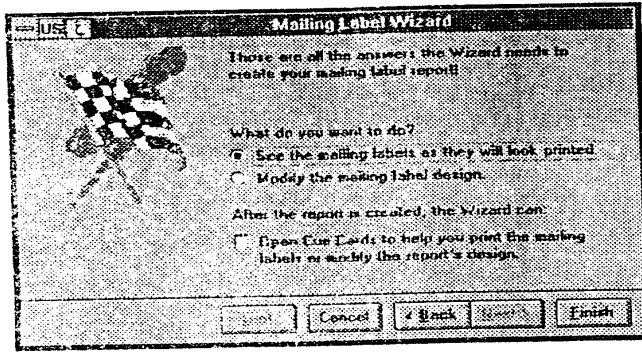 Mailing Label Wizard
These are all the answers the Wizard needs to
create your mailing label report!
What do you want to do?
See the mailing labels as they will look printed.
Modify the mailing label design.
After the report is created, the Wizard can:
Open Cue Cards to help you print the mailing
labels or modify the report's design.
Cancel < Back Next > Finish